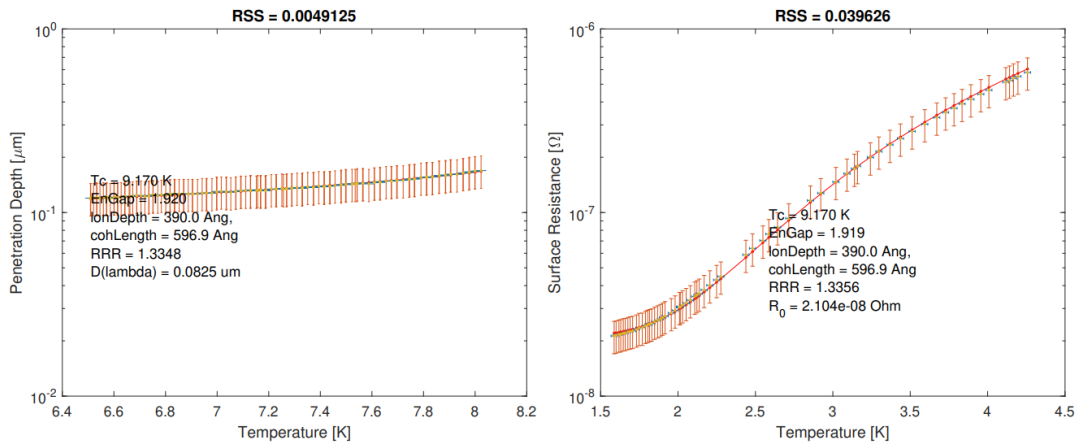 RSS = 0.0049125
10⁰
10⁻¹
10⁻²
Penetration Depth [μm]
Tc = 9.170 K
EnGap = 1.920
lonDepth = 390.0 Ang,
cohLength = 596.9 Ang
RRR = 1.3348
D(lambda) = 0.0825 um
6.4 6.6 6.8 7 7.2 7.4 7.6 7.8 8 8.2
Temperature [K]
RSS = 0.039626
10⁻⁶
10⁻⁷
10⁻⁸
Surface Resistance [Ω]
Tc = 9.170 K
EnGap = 1.919
lonDepth = 390.0 Ang,
cohLength = 596.9 Ang
RRR = 1.3356
R₀ = 2.104e-08 Ohm
1.5 2 2.5 3 3.5 4 4.5
Temperature [K]